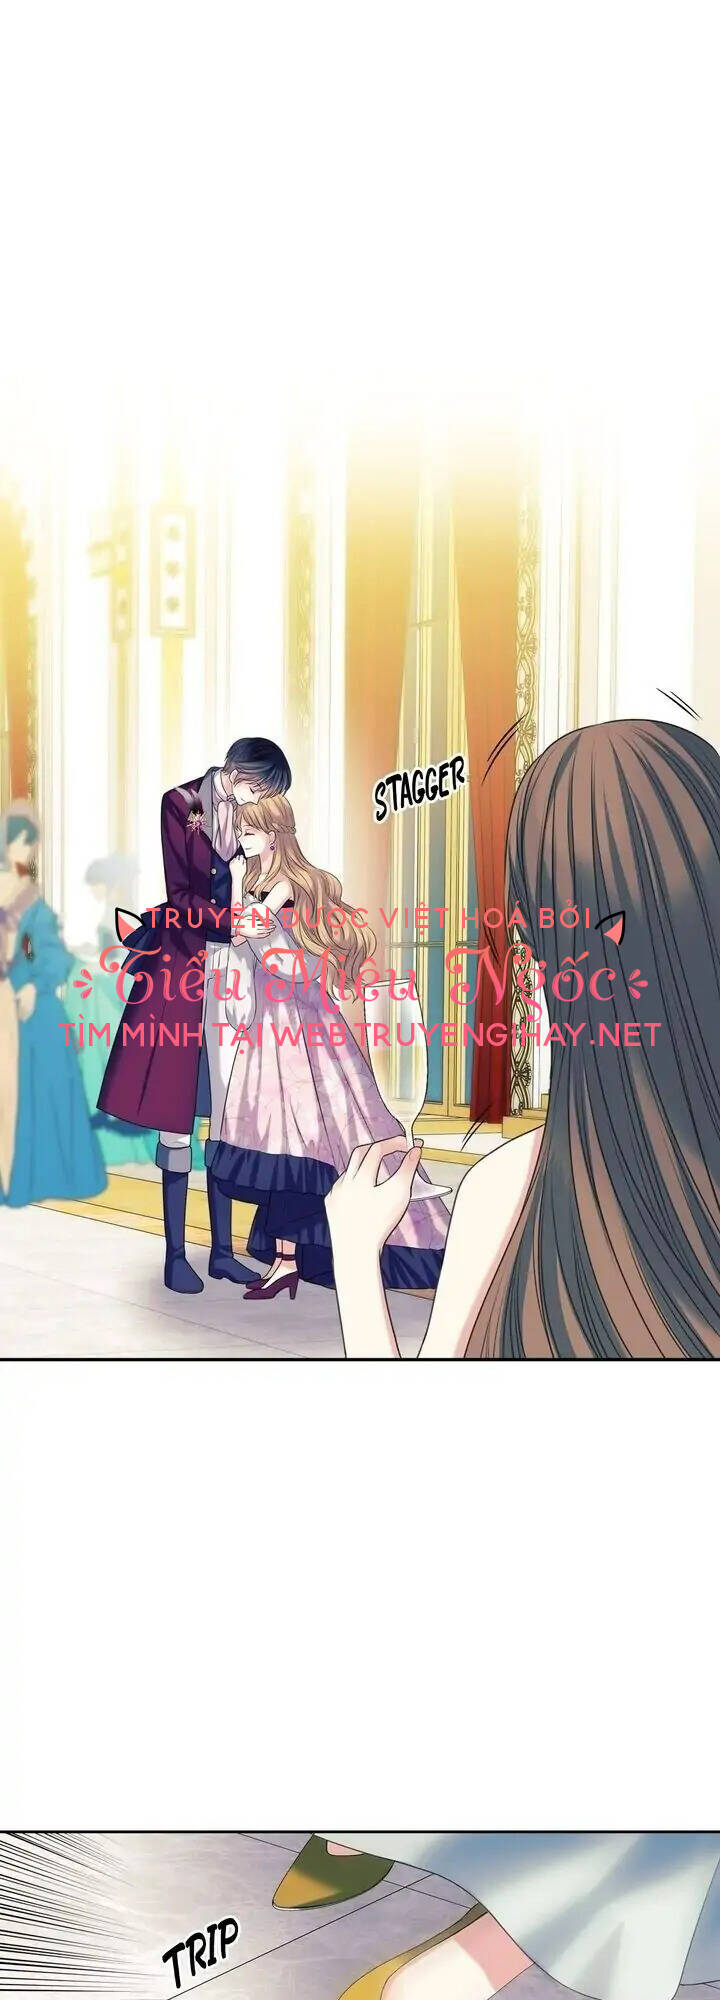 STAGGER
TRUYỆN ĐƯỢC VIỆT HOÁ BỞI
Tiểu Miêu Ngốc
TÌM MÌNH TẠI WEB TRUYENGIHAY.NET
TRIP